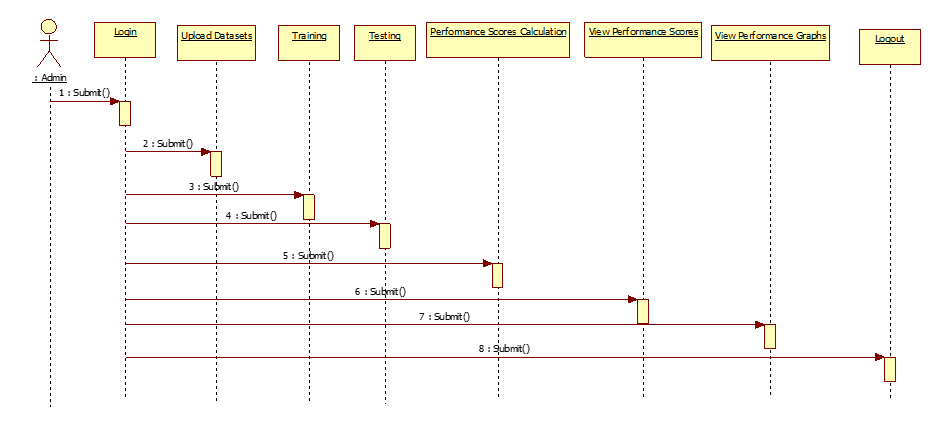 Login
Upload Datasets
Training
Testing
Performance Scores Calculation
View Performance Scores
View Performance Graphs
Logout
: Admin
1 : Submit()
2 : Submit()
3 : Submit()
4 : Submit()
5 : Submit()
6 : Submit()
7 : Submit()
8 : Submit()